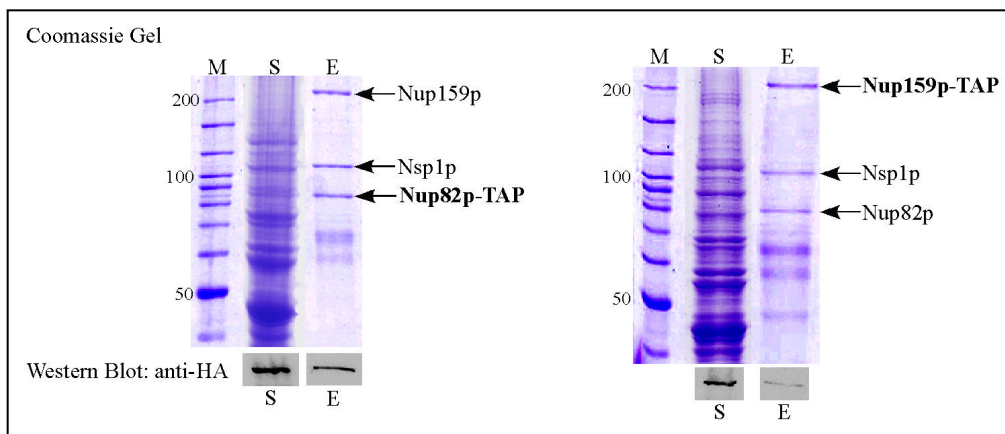 Coomassie Gel
M S E
200
100
50
Nup159p
Nsp1p
Nup82p-TAP
M S E
200
100
50
Nup159p-TAP
Nsp1p
Nup82p
Western Blot: anti-HA
S E
S E